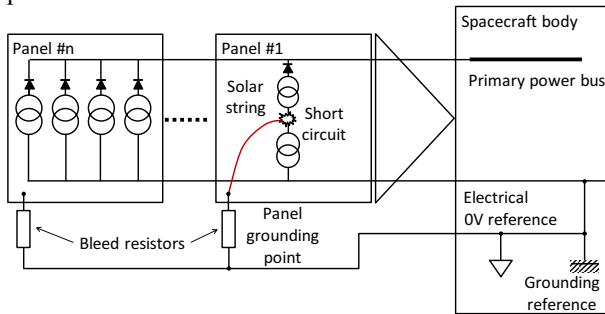 Panel #n
Panel #1
Spacecraft body
Solar
string
Short
circuit
Primary power bus
Bleed resistors
Panel
grounding
point
Electrical
0V reference
Grounding
reference